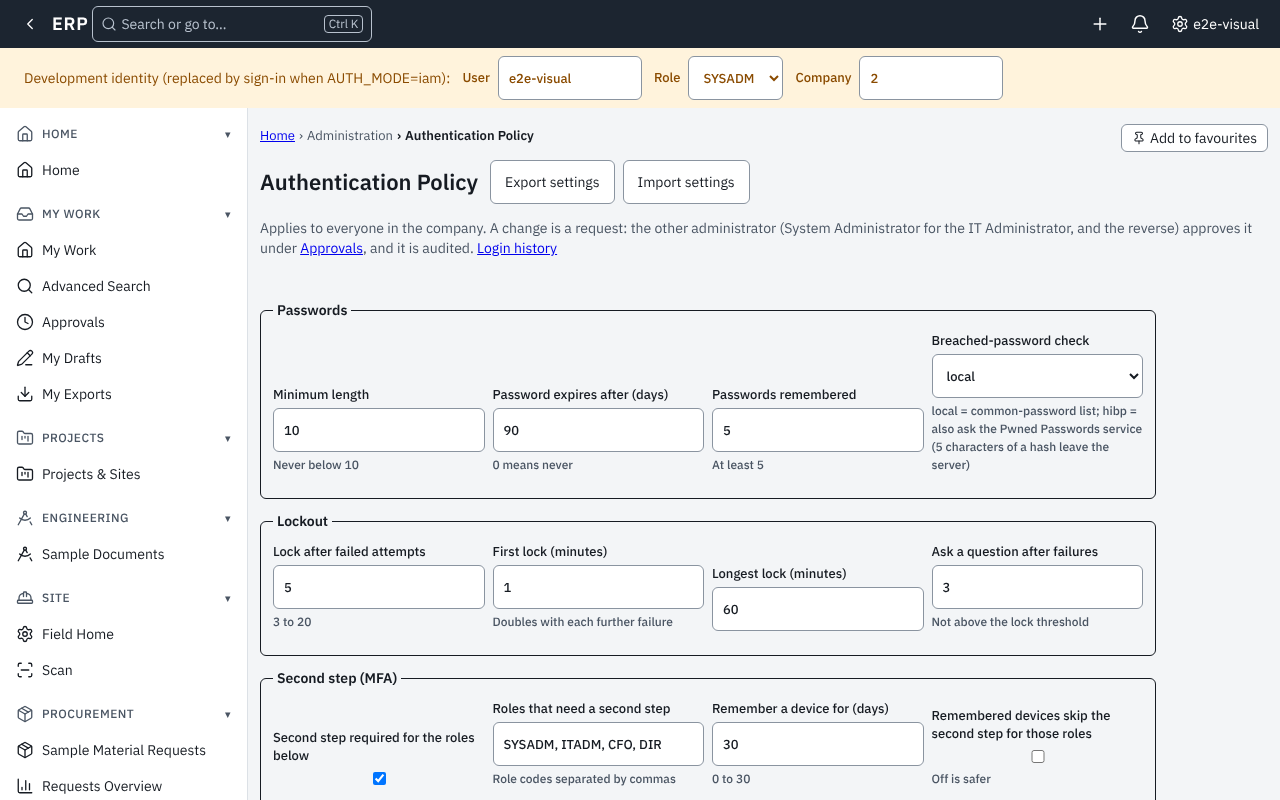 ERP
Search or go to...
Ctrl K
e2e-visual
Development identity (replaced by sign-in when AUTH_MODE=iam):
User
e2e-visual
Role
SYSADM
Company
2
HOME
Home
MY WORK
My Work
Advanced Search
Approvals
My Drafts
My Exports
PROJECTS
Projects & Sites
ENGINEERING
Sample Documents
SITE
Field Home
Scan
PROCUREMENT
Sample Material Requests
Requests Overview
Home › Administration › Authentication Policy
Add to favourites
Authentication Policy
Export settings
Import settings
Applies to everyone in the company. A change is a request: the other administrator (System Administrator for the IT Administrator, and the reverse) approves it
under Approvals, and it is audited. Login history
Passwords
Minimum length
10
Never below 10
Password expires after (days)
90
0 means never
Passwords remembered
5
At least 5
Breached-password check
local
local = common-password list; hibp =
also ask the Pwned Passwords service
(5 characters of a hash leave the
server)
Lockout
Lock after failed attempts
5
3 to 20
First lock (minutes)
1
Doubles with each further failure
Longest lock (minutes)
60
Ask a question after failures
3
Not above the lock threshold
Second step (MFA)
Second step required for the roles
below
Roles that need a second step
SYSADM, ITADM, CFO, DIR
Role codes separated by commas
Remember a device for (days)
30
0 to 30
Remembered devices skip the
second step for those roles
Off is safer